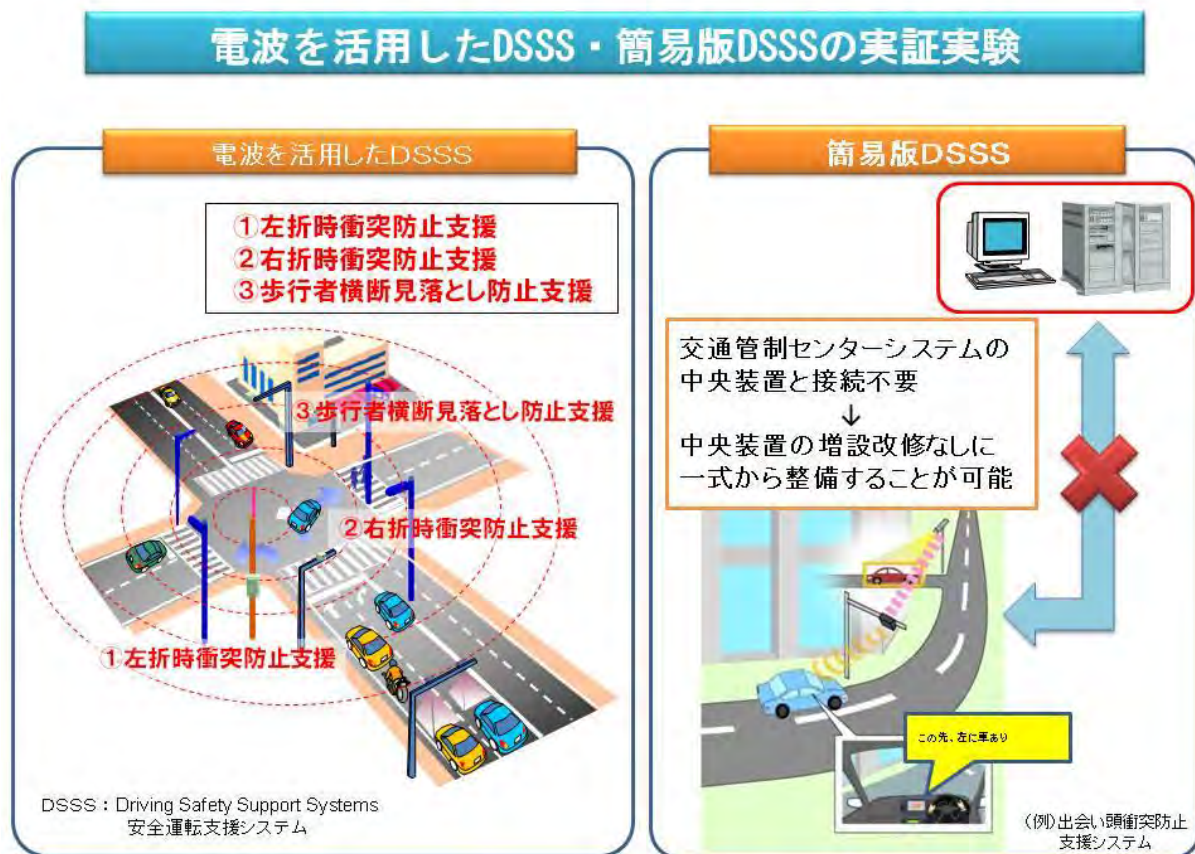 電波を活用したDSSS・簡易版DSSSの実証実験
電波を活用したDSSS
①左折時衝突防止支援
②右折時衝突防止支援
③歩行者横断見落とし防止支援
③歩行者横断見落とし防止支援
②右折時衝突防止支援
①左折時衝突防止支援
DSSS：Driving Safety Support Systems
安全運転支援システム
簡易版DSSS
交通管制センターシステムの
中央装置と接続不要
↓
中央装置の増設改修なしに
一式から整備することが可能
この先、左に車あり
（例）出会い頭衝突防止
支援システム